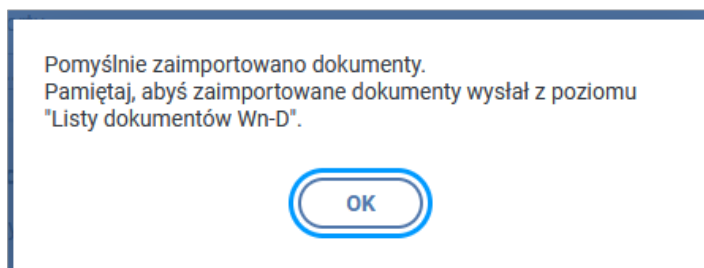 Pomyślnie zaimportowano dokumenty.
Pamiętaj, abyś zaimportowane dokumenty wysłał z poziomu
"Listy dokumentów Wn-D".
OK